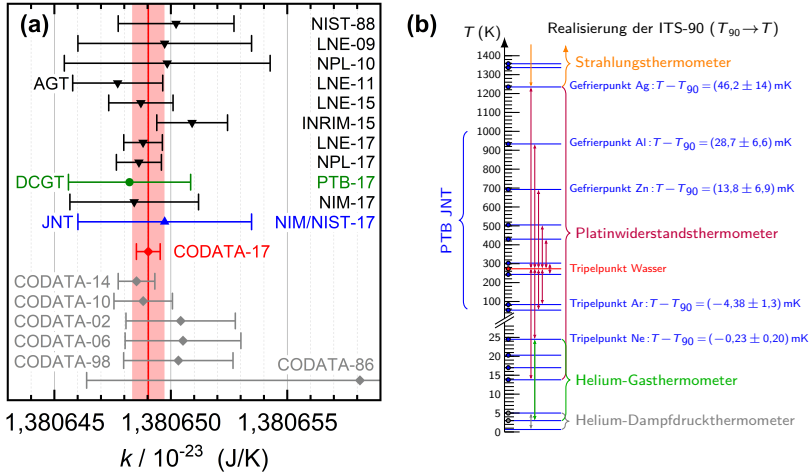 (a)
NIST-88
LNE-09
NPL-10
AGT LNE-11
LNE-15
INRIM-15
LNE-17
NPL-17
DCGT PTB-17
NIM-17
JNT NIM/NIST-17
CODATA-17
CODATA-14
CODATA-10
CODATA-02
CODATA-06
CODATA-98
CODATA-86
1,380645 1,380650 1,380655
k / 10⁻²³ (J/K)
(b)
T (K) Realisierung der ITS-90 (T₉₀→T)
1400
1300 Strahlungsthermometer
1200 Gefrierpunkt Ag: T − T₉₀ = (46,2 ± 14) mK
1100
1000
900 Gefrierpunkt Al: T − T₉₀ = (28,7 ± 6,6) mK
800
700 Gefrierpunkt Zn: T − T₉₀ = (13,8 ± 6,9) mK
600
500
400 Platinwiderstandsthermometer
300
200 Tripelpunkt Wasser
100 Tripelpunkt Ar: T − T₉₀ = (−4,38 ± 1,3) mK
PTB JNT
25 Tripelpunkt Ne: T − T₉₀ = (−0,23 ± 0,20) mK
20
15 Helium-Gasthermometer
10
5 Helium-Dampfdruckthermometer
0